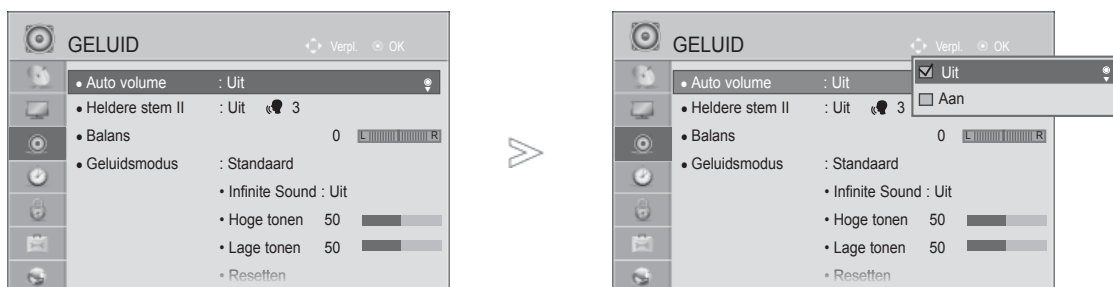 GELUID
Verpl. OK
• Auto volume : Uit
• Heldere stem II : Uit 3
• Balans 0 L R
• Geluidsmodus : Standaard
• Infinite Sound : Uit
• Hoge tonen 50
• Lage tonen 50
• Resetten
GELUID
Verpl. OK
• Auto volume : Uit
Uit
Aan
• Heldere stem II : Uit 3
• Balans 0 L R
• Geluidsmodus : Standaard
• Infinite Sound : Uit
• Hoge tonen 50
• Lage tonen 50
• Resetten